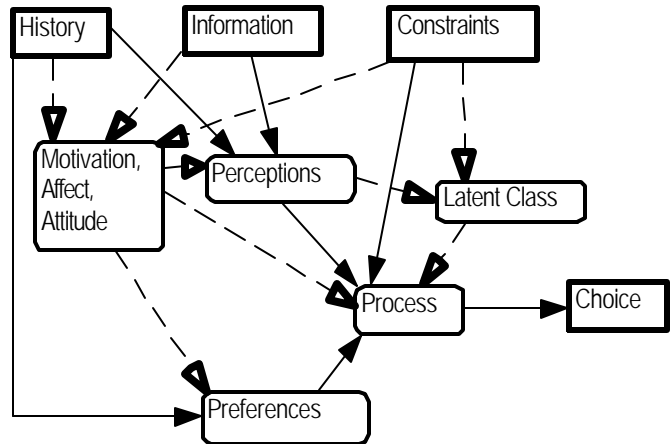 History
Information
Constraints
Motivation,
Affect,
Attitude
Perceptions
Latent Class
Process
Choice
Preferences